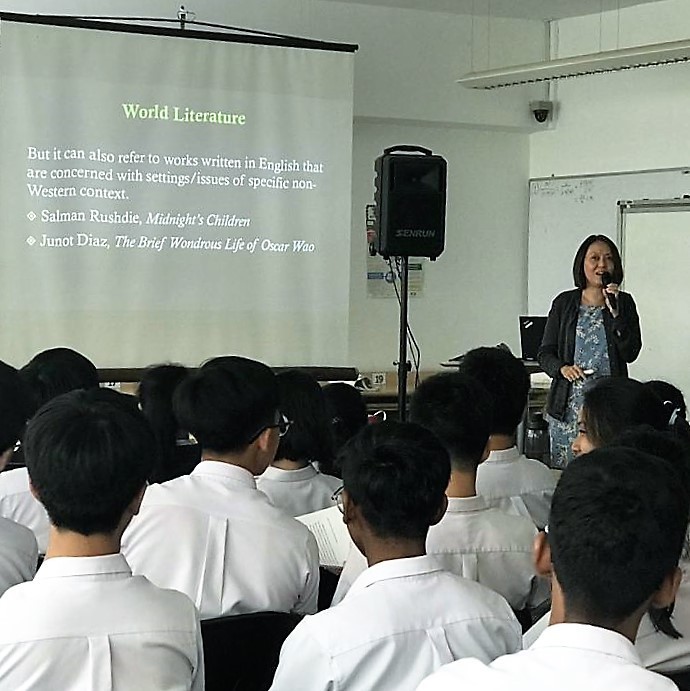 World Literature
But it can also refer to works written in English that
are concerned with settings/issues of specific non-
Western context.
Salman Rushdie, Midnight's Children
Junot Diaz, The Brief Wondrous Life of Oscar Wao
SENRUN
19